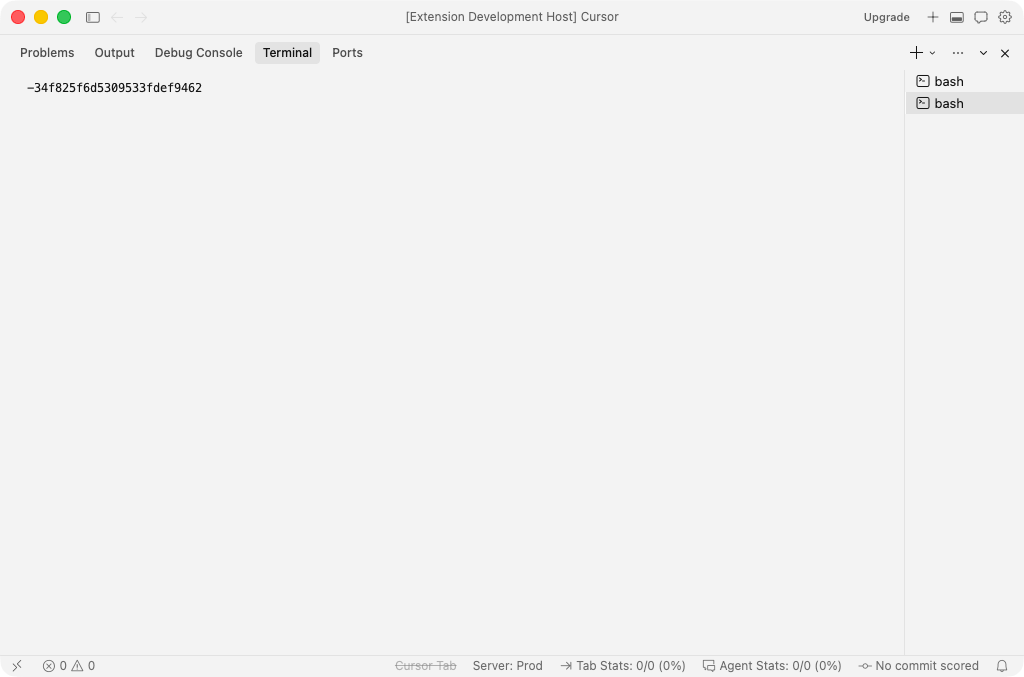 [Extension Development Host] Cursor
Upgrade
Problems Output Debug Console Terminal Ports
-34f825f6d5309533fdef9462
bash
bash
0 0 Cursor Tab Server: Prod Tab Stats: 0/0 (0%) Agent Stats: 0/0 (0%) No commit scored